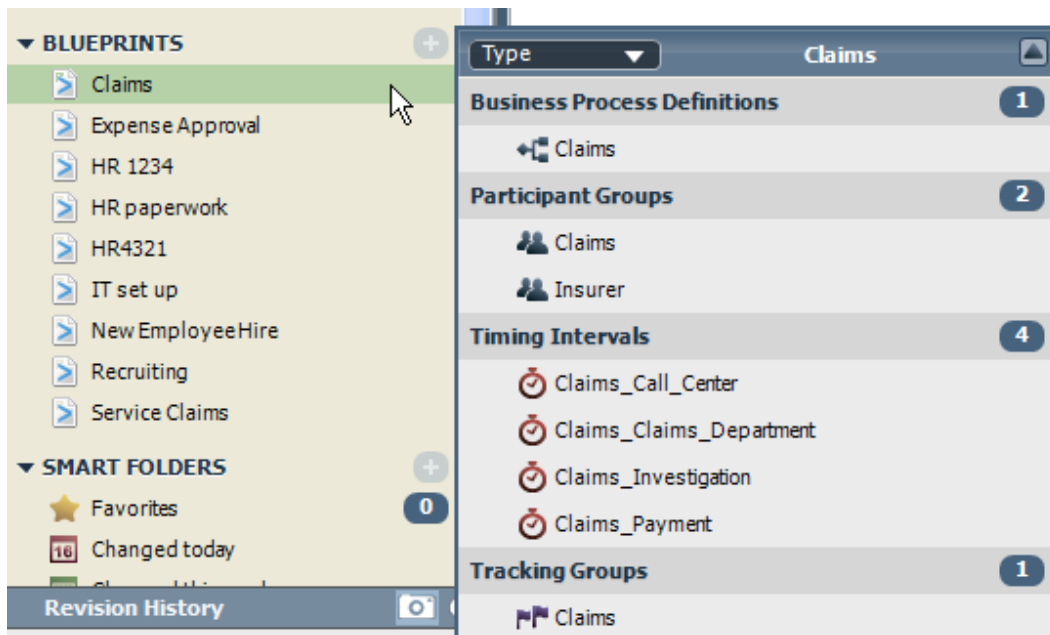 BLUEPRINTS
Claims
Expense Approval
HR 1234
HR paperwork
HR4321
IT set up
New Employee Hire
Recruiting
Service Claims
SMART FOLDERS
Favorites 0
16 Changed today
Revision History
Type Claims
Business Process Definitions 1
Claims
Participant Groups 2
Claims
Insurer
Timing Intervals 4
Claims_Call_Center
Claims_Claims_Department
Claims_Investigation
Claims_Payment
Tracking Groups 1
Claims